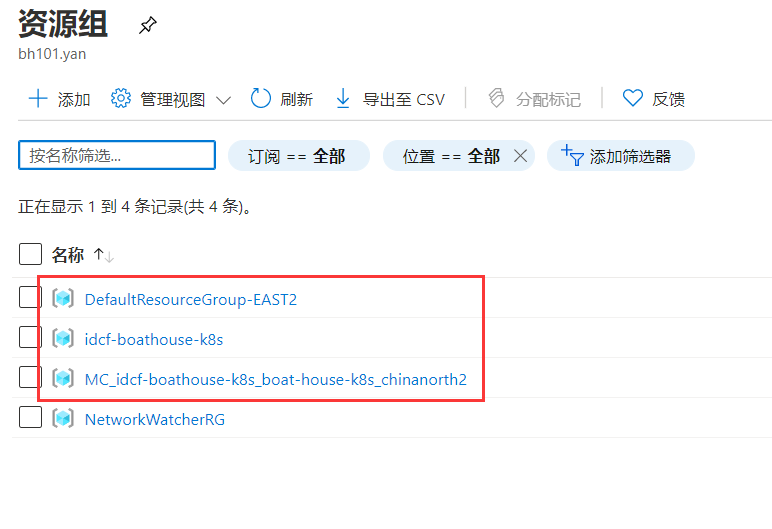 资源组
bh101.yan
添加 管理视图 刷新 导出至 CSV 分配标记 反馈
按名称筛选... 订阅 == 全部 位置 == 全部 添加筛选器
正在显示 1 到 4 条记录(共 4 条)。
名称
DefaultResourceGroup-EAST2
idcf-boathouse-k8s
MC_idcf-boathouse-k8s_boat-house-k8s_chinanorth2
NetworkWatcherRG